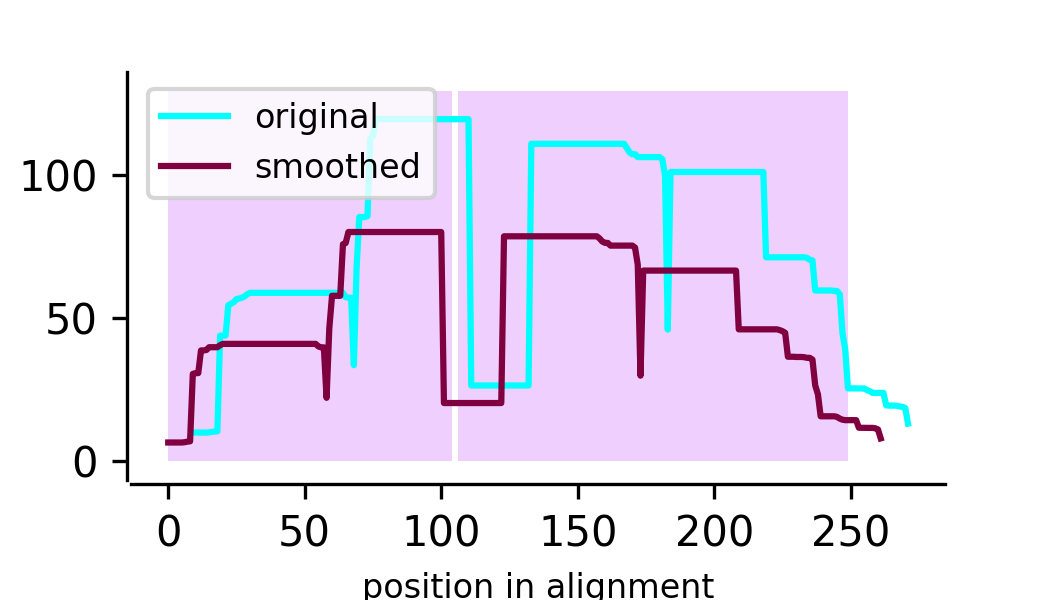 original
smoothed
100
50
0
0 50 100 150 200 250
position in alignment